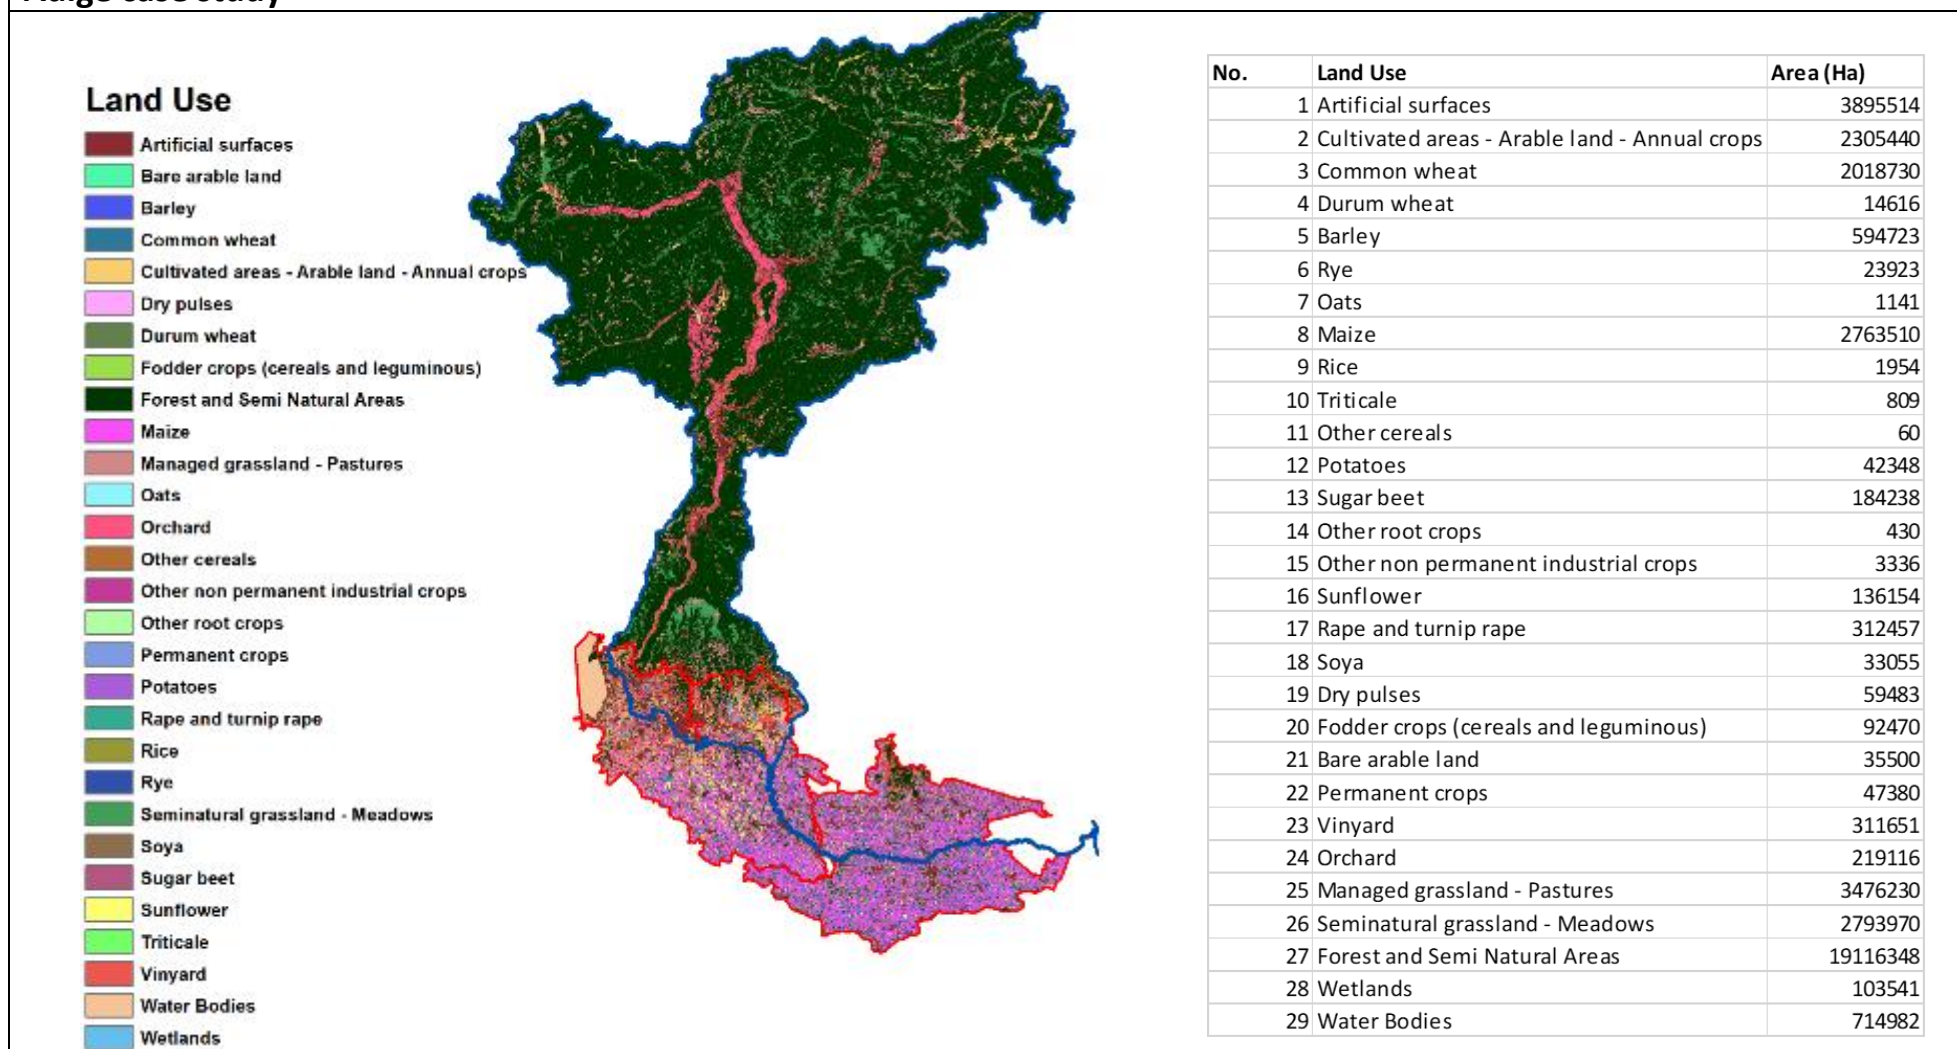 Land Use
Artificial surfaces
Bare arable land
Barley
Common wheat
Cultivated areas - Arable land - Annual crops
Dry pulses
Durum wheat
Fodder crops (cereals and leguminous)
Forest and Semi Natural Areas
Maize
Managed grassland - Pastures
Oats
Orchard
Other cereals
Other non permanent industrial crops
Other root crops
Permanent crops
Potatoes
Rape and turnip rape
Rice
Rye
Seminatural grassland - Meadows
Soya
Sugar beet
Sunflower
Triticale
Vinyard
Water Bodies
Wetlands
No. Land Use Area (Ha)
1 Artificial surfaces 3895514
2 Cultivated areas - Arable land - Annual crops 2305440
3 Common wheat 2018730
4 Durum wheat 14616
5 Barley 594723
6 Rye 23923
7 Oats 1141
8 Maize 2763510
9 Rice 1954
10 Triticale 809
11 Other cereals 60
12 Potatoes 42348
13 Sugar beet 184238
14 Other root crops 430
15 Other non permanent industrial crops 3336
16 Sunflower 136154
17 Rape and turnip rape 312457
18 Soya 33055
19 Dry pulses 59483
20 Fodder crops (cereals and leguminous) 92470
21 Bare arable land 35500
22 Permanent crops 47380
23 Vinyard 311651
24 Orchard 219116
25 Managed grassland - Pastures 3476230
26 Seminatural grassland - Meadows 2793970
27 Forest and Semi Natural Areas 19116348
28 Wetlands 103541
29 Water Bodies 714982